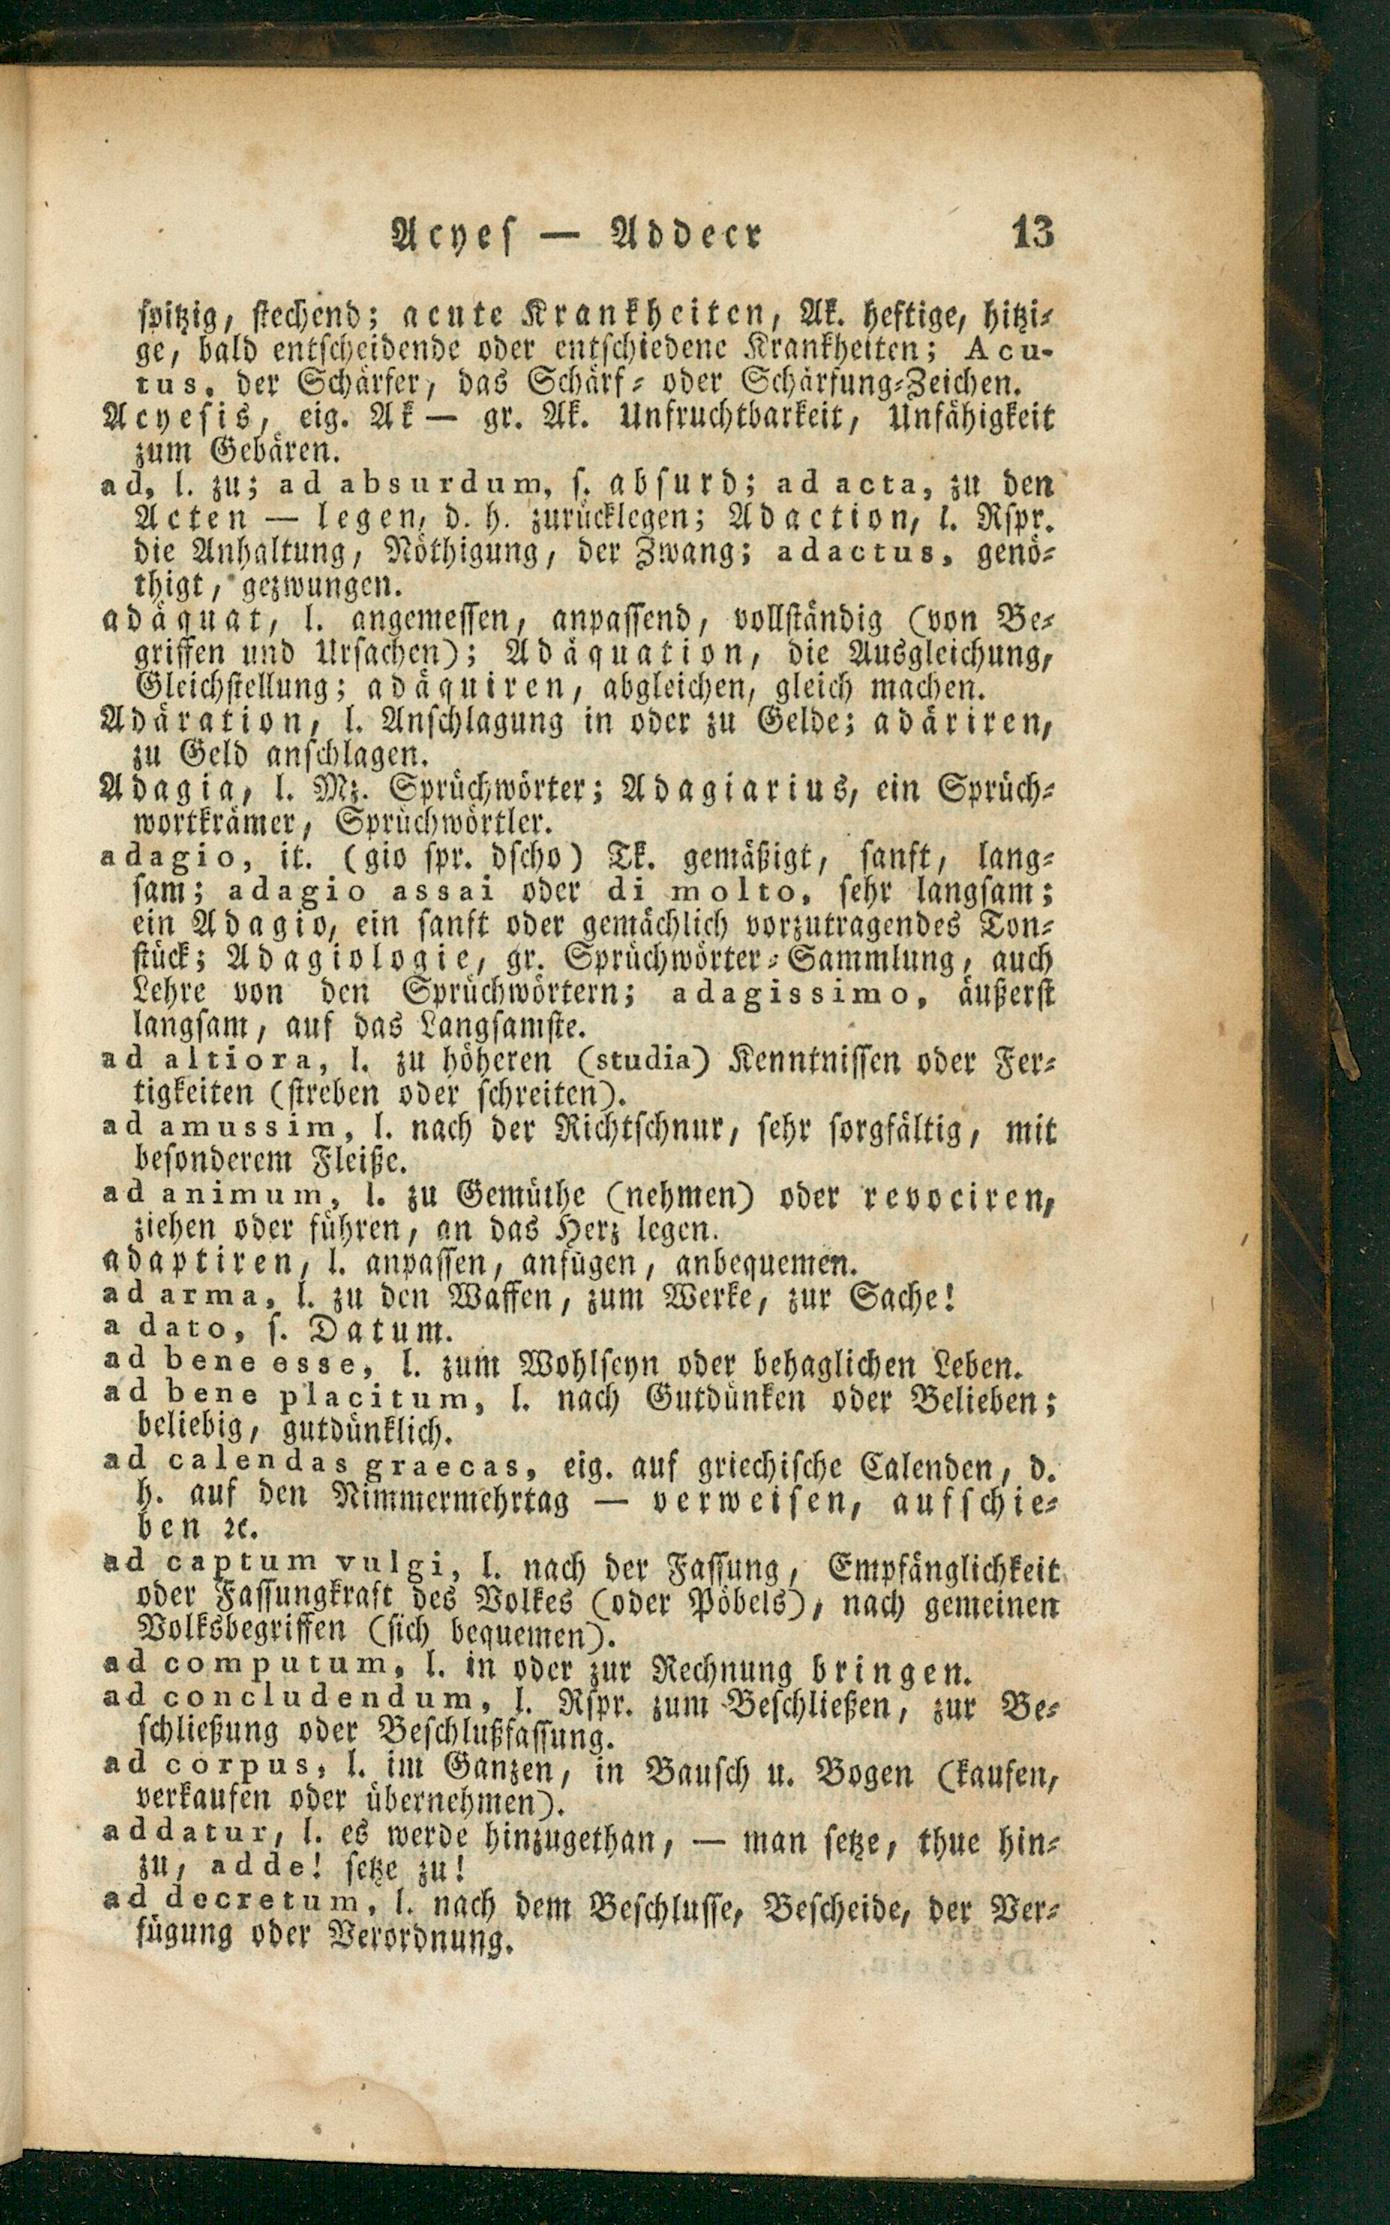 Acyes — Addecr 13
spitzig, stechend; acute Krankheiten, Ak. heftige, hitzi-
ge, bald entscheidende oder entschiedene Krankheiten; Acu-
tus, der Schärfer, das Schärf- oder Schärfung-Zeichen.
Acyesis, eig. Ak — gr. Ak. Unfruchtbarkeit, Unfähigkeit
zum Gebären.
ad, l. zu; ad absurdum, s. absurd; ad acta, zu den
Acten — legen, d. h. zurücklegen; Adaction, l. Rspr.
die Anhaltung, Nöthigung, der Zwang; adactus, genö-
thigt, gezwungen.
adäquat, l. angemessen, anpassend, vollständig (von Be-
griffen und Ursachen); Adäquation, die Ausgleichung,
Gleichstellung; adäquiren, abgleichen, gleich machen.
Adäration, l. Anschlagung in oder zu Gelde; adäriren,
zu Geld anschlagen.
Adagia, l. Mz. Sprüchwörter; Adagiarius, ein Sprüch-
wortkrämer, Sprüchwörtler.
adagio, it. (gio spr. dscho) Tk. gemäßigt, sanft, lang-
sam; adagio assai oder di molto, sehr langsam;
ein Adagio, ein sanft oder gemächlich vorzutragendes Ton-
stück; Adagiologie, gr. Sprüchwörter-Sammlung, auch
Lehre von den Sprüchwörtern; adagissimo, äußerst
langsam, auf das Langsamste.
ad altiora, l. zu höheren (studia) Kenntnissen oder Fer-
tigkeiten (streben oder schreiten).
ad amussim, l. nach der Richtschnur, sehr sorgfältig, mit
besonderem Fleiße.
ad animum, l. zu Gemüthe (nehmen) oder revociren,
ziehen oder führen, an das Herz legen.
adaptiren, l. anpassen, anfügen, anbequemen.
ad arma, l. zu den Waffen, zum Werke, zur Sache!
a dato, s. Datum.
ad bene esse, l. zum Wohlseyn oder behaglichen Leben.
ad bene placitum, l. nach Gutdünken oder Belieben;
beliebig, gutdünklich.
ad calendas graecas, eig. auf griechische Calenden, d.
h. auf den Nimmermehrtag — verweisen, aufschie-
ben ꝛc.
ad captum vulgi, l. nach der Fassung, Empfänglichkeit
oder Fassungkraft des Volkes (oder Pöbels), nach gemeinen
Volksbegriffen (sich bequemen).
ad computum, l. in oder zur Rechnung bringen.
ad concludendum, l. Rspr. zum Beschließen, zur Be-
schließung oder Beschlußfassung.
ad corpus, l. im Ganzen, in Bausch u. Bogen (kaufen,
verkaufen oder übernehmen).
addatur, l. es werde hinzugethan, — man setze, thue hin-
zu, adde! setze zu!
ad decretum, l. nach dem Beschlusse, Bescheide, der Ver-
fügung oder Verordnung.